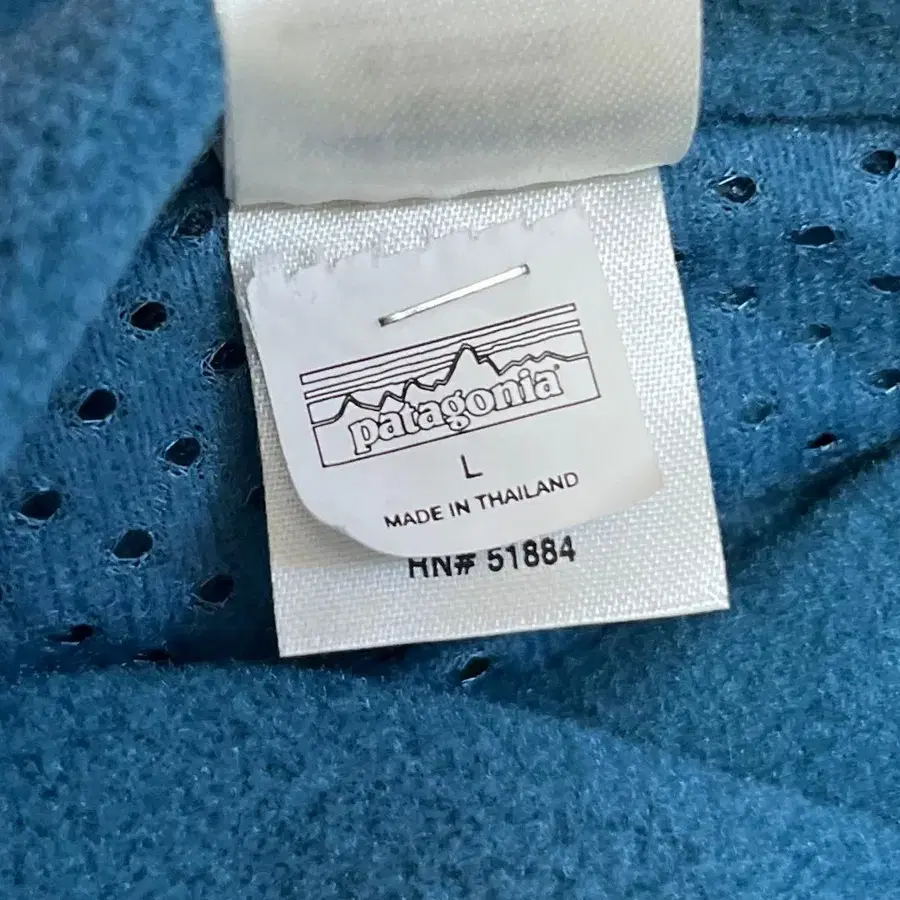 patagonia®
L
MADE IN THAILAND
RN# 51884